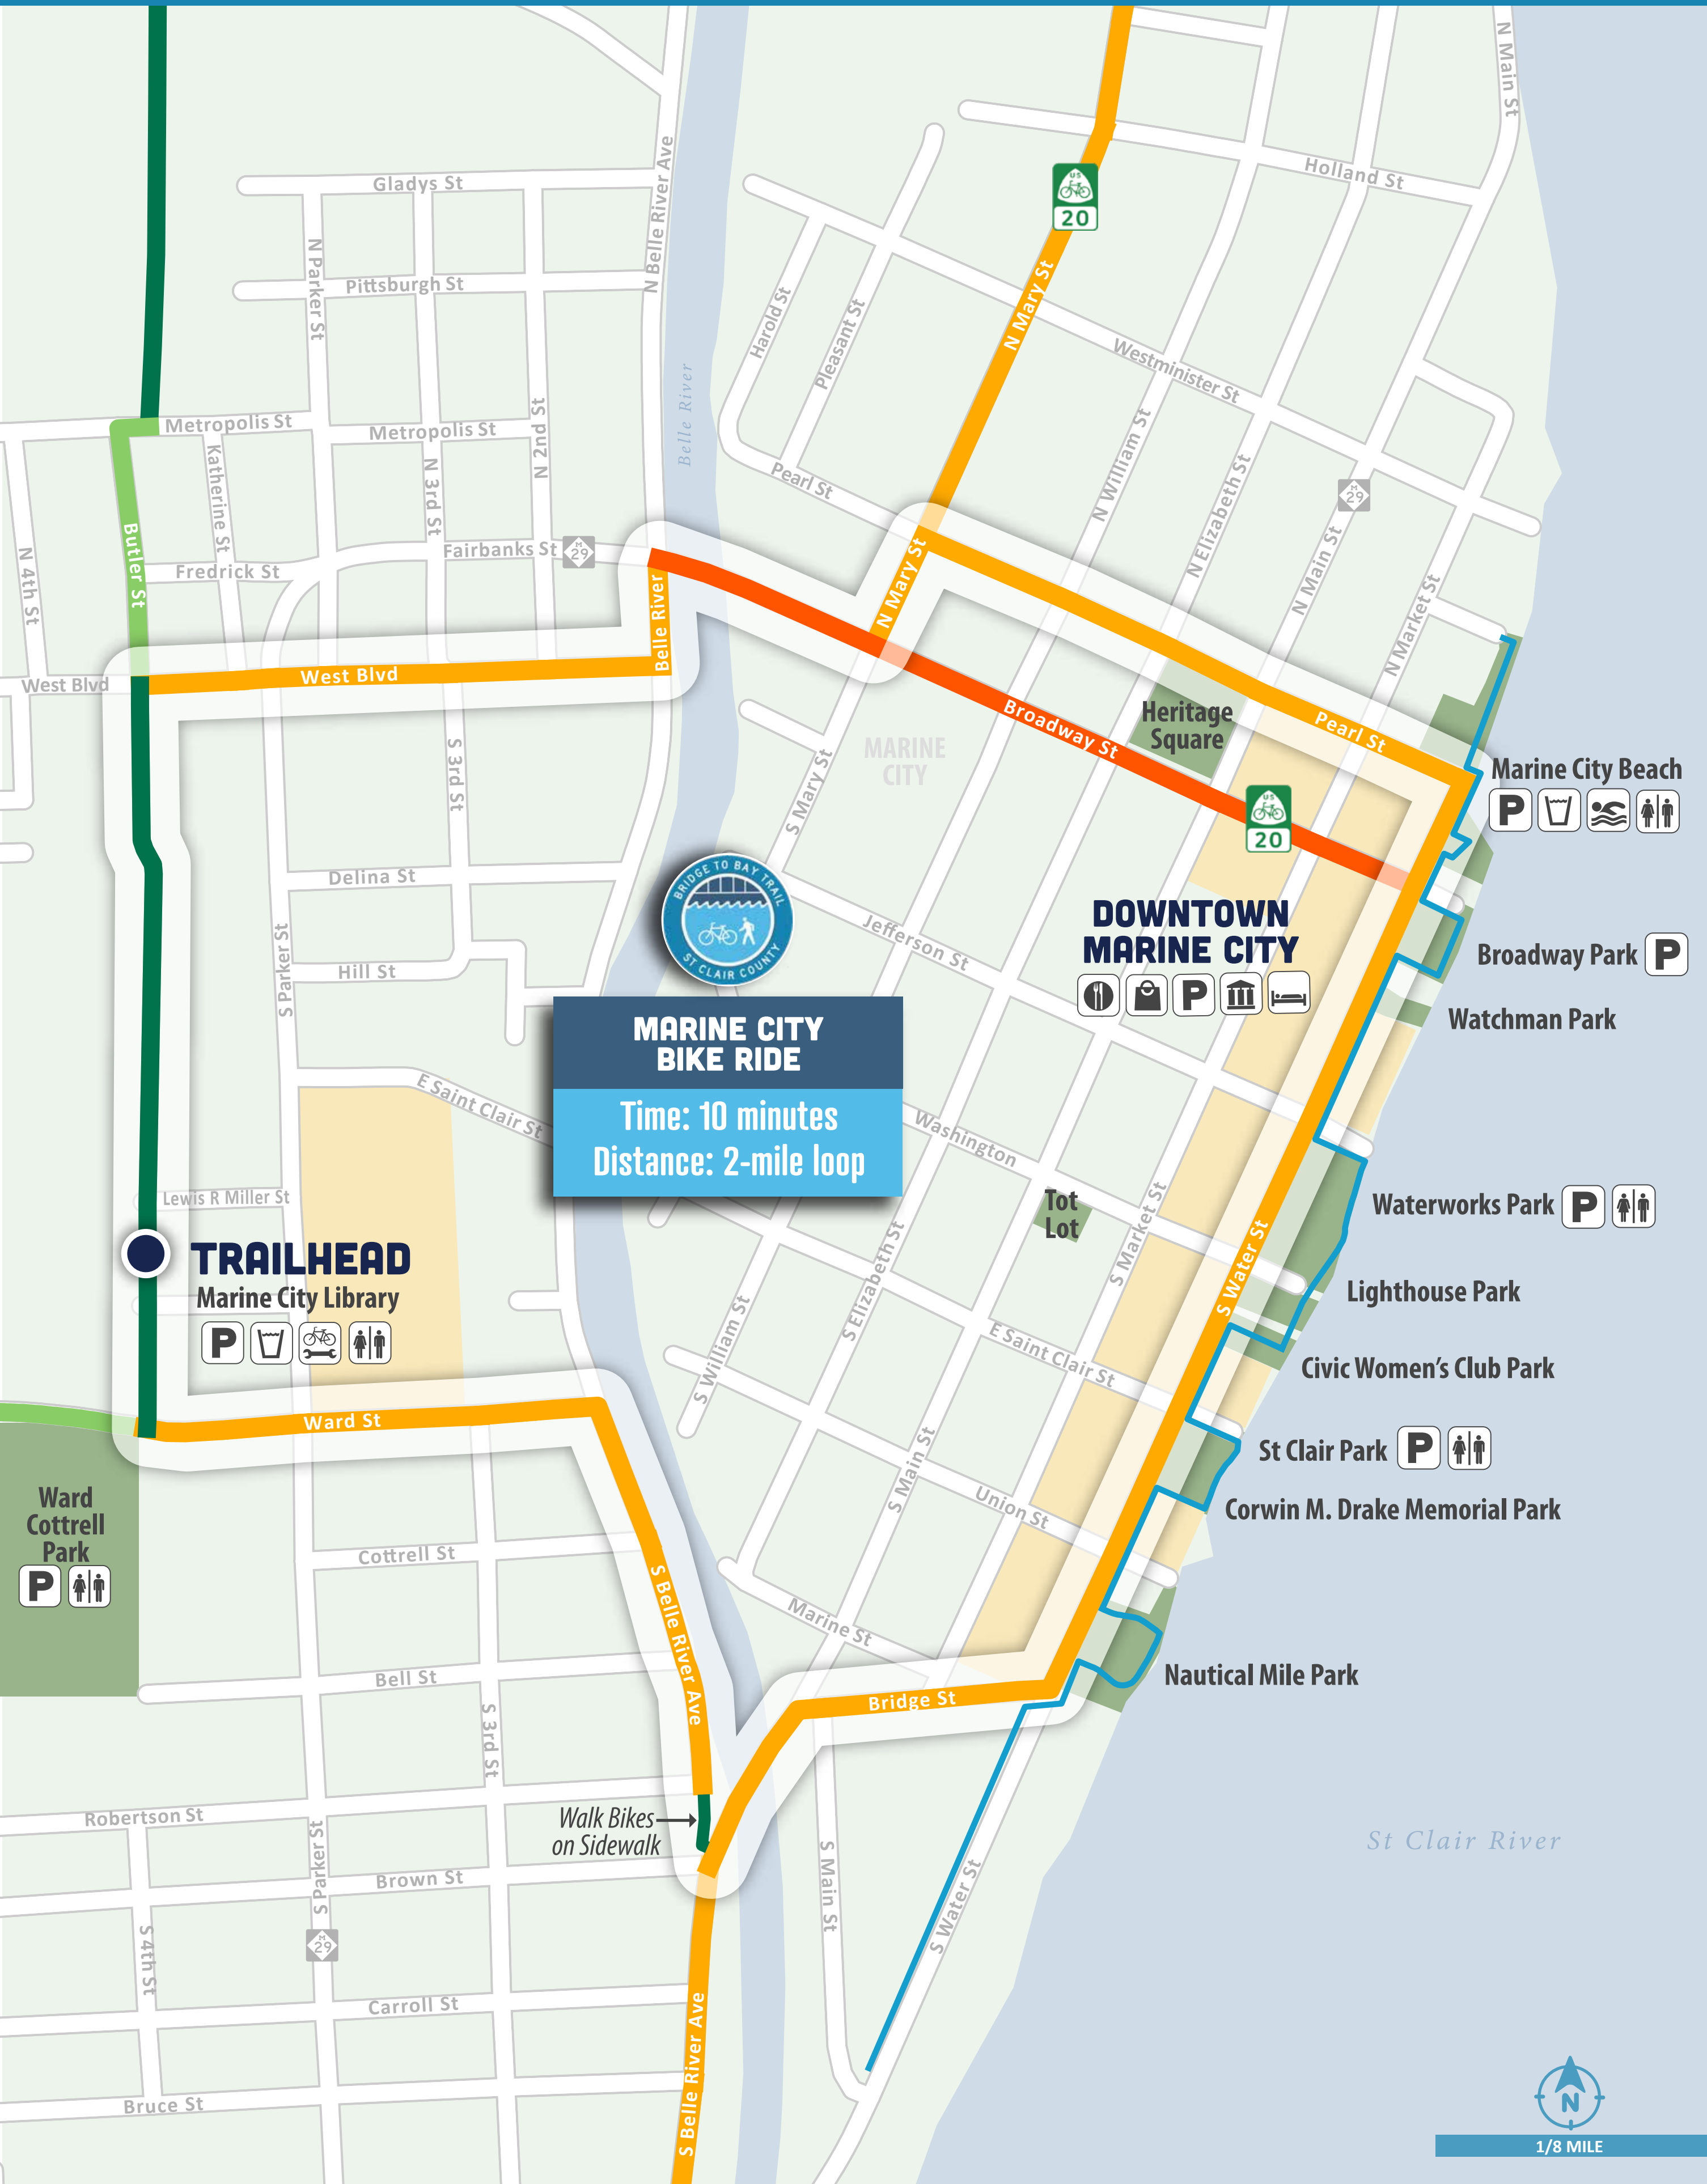 N Main St
Holland St
Gladys St
N Belle River Ave
US
20
N Parker St
Pittsburgh St
N Mary St
Harold St
Pleasant St
Westminister St
Belle River
Metropolis St
Metropolis St
N 2nd St
Katherine St
N 3rd St
Pearl St
N William St
N Elizabeth St
M
29
N 4th St
Butler St
Fredrick St
Fairbanks St
M
29
N Mary St
N Main St
N Market St
Belle River
West Blvd
West Blvd
Broadway St
Heritage
Square
Pearl St
MARINE
CITY
S 3rd St
S Mary St
Marine City Beach
P
US
20
Delina St
BRIDGE TO BAY TRAIL
ST CLAIR COUNTY
Jefferson St
DOWNTOWN
MARINE CITY
P
Broadway Park
P
S Parker St
Hill St
Watchman Park
MARINE CITY
BIKE RIDE
Time: 10 minutes
Distance: 2-mile loop
E Saint Clair St
Washington
Lewis R Miller St
Tot
Lot
S Market St
Waterworks Park
P
TRAILHEAD
Marine City Library
P
S Elizabeth St
S Water St
Lighthouse Park
S William St
E Saint Clair St
Civic Women's Club Park
Ward St
S Main St
St Clair Park
P
Ward
Cottrell
Park
P
Union St
Corwin M. Drake Memorial Park
Cottrell St
S Belle River Ave
Marine St
Bell St
Nautical Mile Park
Bridge St
S 3rd St
Robertson St
Walk Bikes
on Sidewalk
St Clair River
S Parker St
Brown St
S Main St
S Water St
M
29
S 4th St
Carroll St
S Belle River Ave
Bruce St
N
1/8 MILE